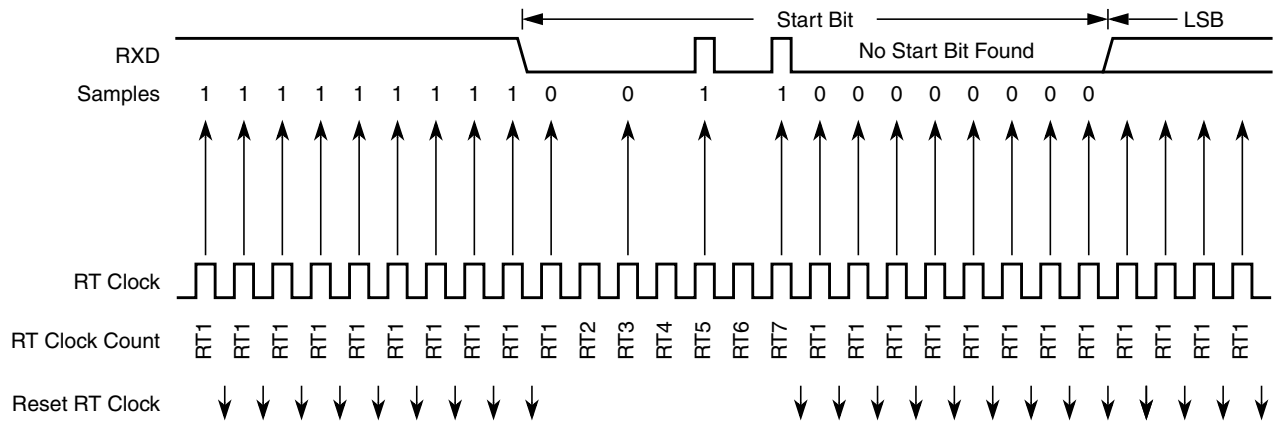 Start Bit LSB
RXD No Start Bit Found
Samples 1 1 1 1 1 1 1 1 1 0 0 1 1 0 0 0 0 0 0 0 0
RT Clock
RT Clock Count RT1 RT1 RT1 RT1 RT1 RT1 RT1 RT1 RT1 RT1 RT2 RT3 RT4 RT5 RT6 RT7 RT1 RT1 RT1 RT1 RT1 RT1 RT1 RT1 RT1 RT1 RT1 RT1
Reset RT Clock